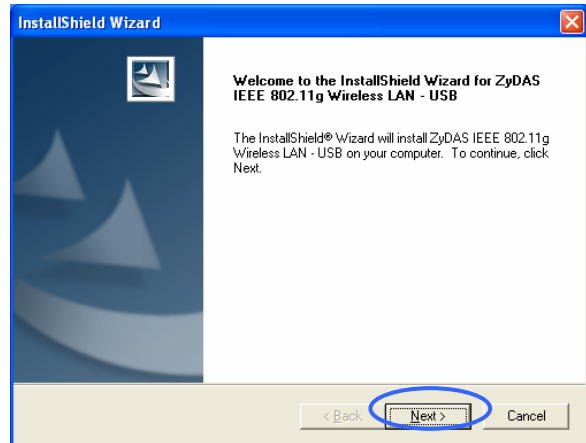 InstallShield Wizard
Welcome to the InstallShield Wizard for ZyDAS
IEEE 802.11g Wireless LAN - USB
The InstallShield® Wizard will install ZyDAS IEEE 802.11g
Wireless LAN - USB on your computer. To continue, click
Next.
< Back Next > Cancel